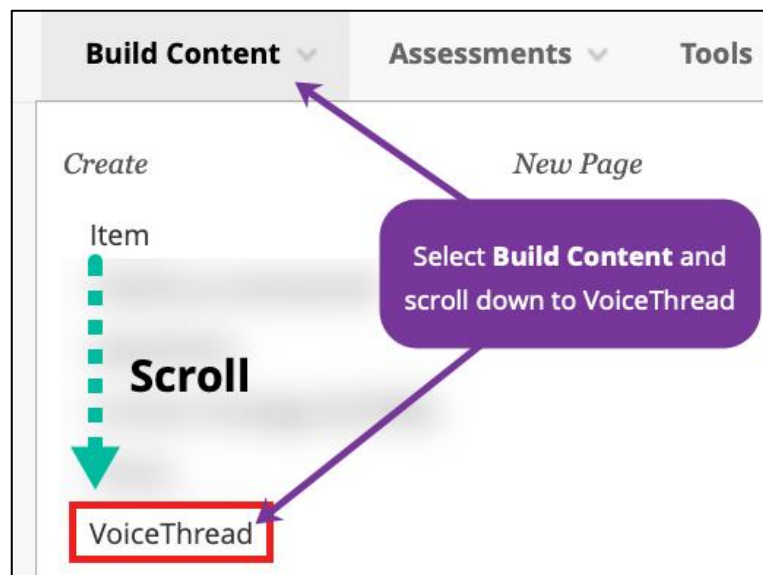 Build Content
Assessments
Tools
Create
New Page
Item
Select Build Content and
scroll down to VoiceThread
Scroll
VoiceThread